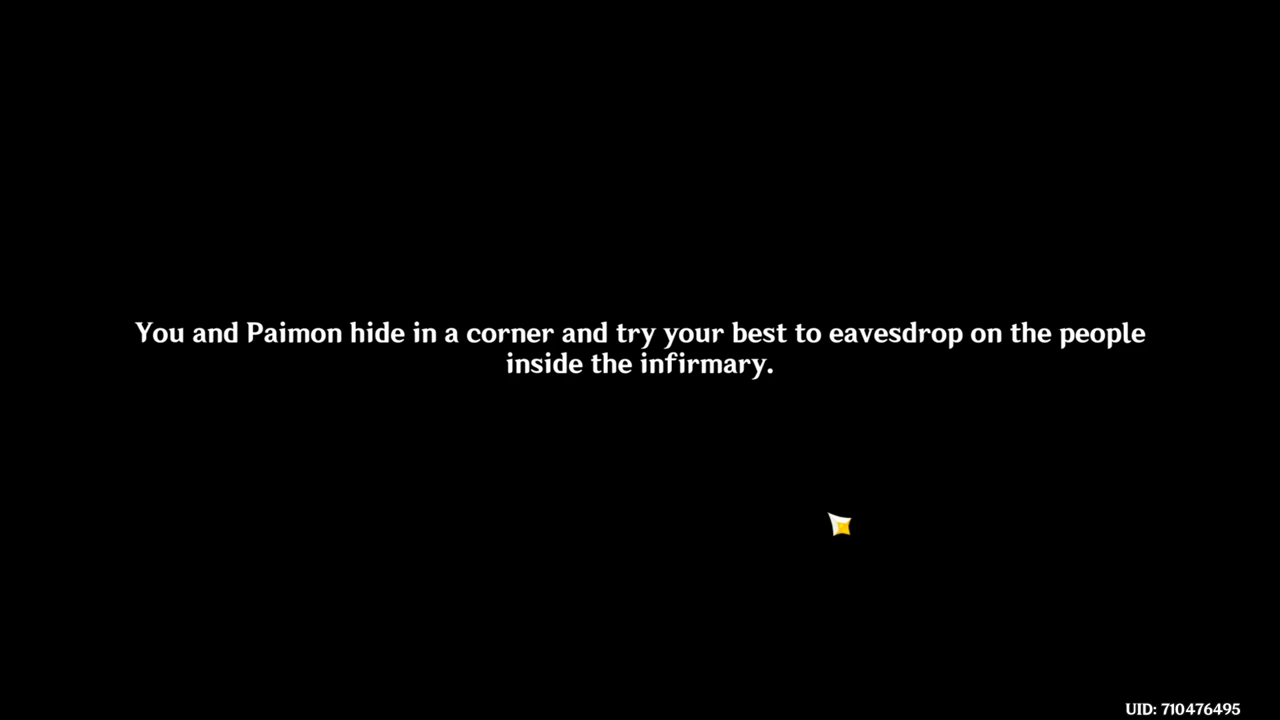 You and Paimon hide in a corner and try your best to eavesdrop on the people
inside the infirmary.
UID: 710476495